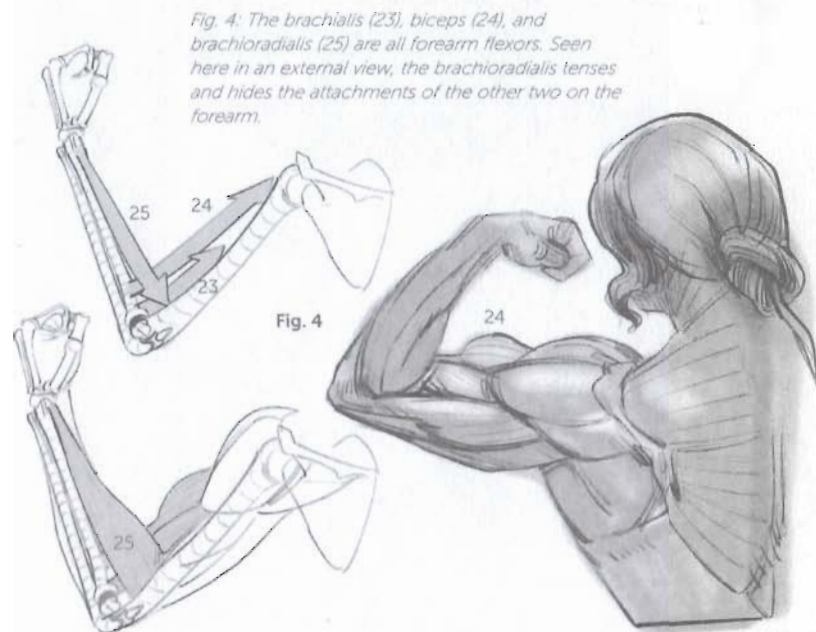 Fig. 4: The brachialis (23), biceps (24), and
brachioradialis (25) are all forearm flexors. Seen
here in an external view, the brachioradialis tenses
and hides the attachments of the other two on the
forearm.
25
24
23
Fig. 4
24
25